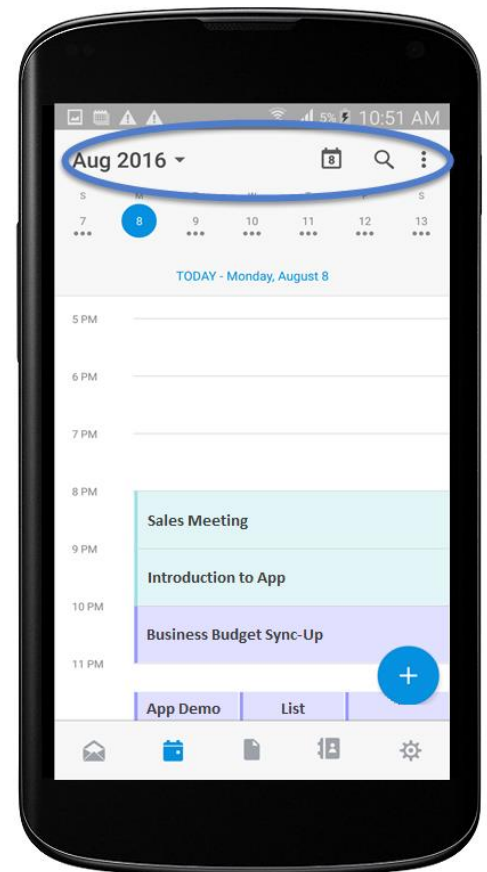 5% 10:51 AM
Aug 2016 8
S M W S
7 8 9 10 11 12 13
TODAY - Monday, August 8
5 PM
6 PM
7 PM
8 PM
Sales Meeting
9 PM
Introduction to App
10 PM
Business Budget Sync-Up
11 PM
+
App Demo List